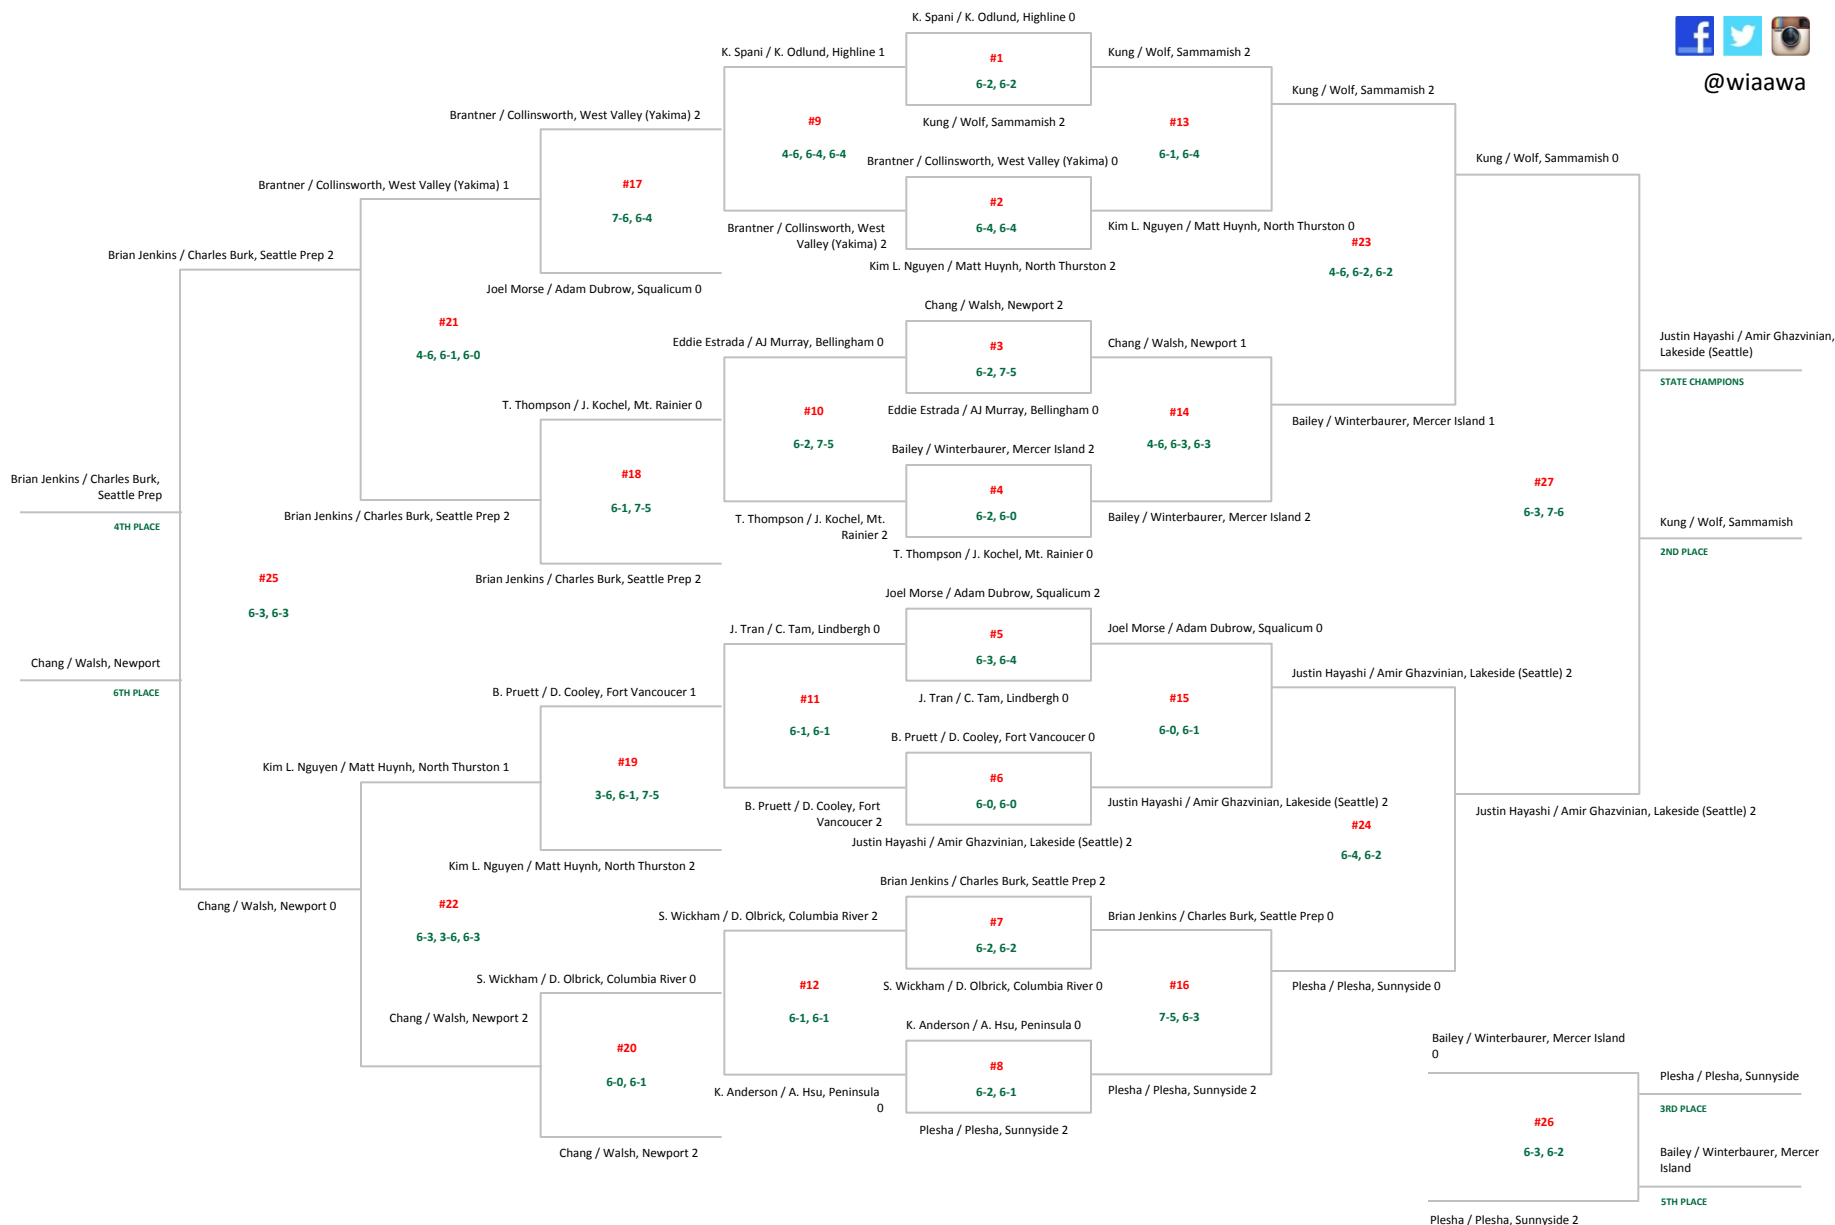 K. Spani / K. Odlund, Highline 0
K. Spani / K. Odlund, Highline 1
#1
Kung / Wolf, Sammamish 2
6-2, 6-2
@wiaawa
Kung / Wolf, Sammamish 2
Brantner / Collinsworth, West Valley (Yakima) 2
#9
Kung / Wolf, Sammamish 2
#13
4-6, 6-4, 6-4
6-1, 6-4
Brantner / Collinsworth, West Valley (Yakima) 0
Kung / Wolf, Sammamish 0
Brantner / Collinsworth, West Valley (Yakima) 1
#17
#2
7-6, 6-4
6-4, 6-4
Brantner / Collinsworth, West
Valley (Yakima) 2
Kim L. Nguyen / Matt Huynh, North Thurston 0
#23
Brian Jenkins / Charles Burk, Seattle Prep 2
Kim L. Nguyen / Matt Huynh, North Thurston 2
4-6, 6-2, 6-2
Joel Morse / Adam Dubrow, Squalicum 0
Chang / Walsh, Newport 2
#21
4-6, 6-1, 6-0
Eddie Estrada / AJ Murray, Bellingham 0
#3
Chang / Walsh, Newport 1
6-2, 7-5
Justin Hayashi / Amir Ghazvinian,
Lakeside (Seattle)
STATE CHAMPIONS
T. Thompson / J. Kochel, Mt. Rainier 0
#10
Eddie Estrada / AJ Murray, Bellingham 0
#14
6-2, 7-5
4-6, 6-3, 6-3
Bailey / Winterbaurer, Mercer Island 1
Bailey / Winterbaurer, Mercer Island 2
Brian Jenkins / Charles Burk,
Seattle Prep
4TH PLACE
#18
6-1, 7-5
#4
6-2, 6-0
#27
6-3, 7-6
Brian Jenkins / Charles Burk, Seattle Prep 2
T. Thompson / J. Kochel, Mt.
Rainier 2
Bailey / Winterbaurer, Mercer Island 2
Kung / Wolf, Sammamish
2ND PLACE
T. Thompson / J. Kochel, Mt. Rainier 0
#25
6-3, 6-3
Brian Jenkins / Charles Burk, Seattle Prep 2
Joel Morse / Adam Dubrow, Squalicum 2
J. Tran / C. Tam, Lindbergh 0
#5
6-3, 6-4
Joel Morse / Adam Dubrow, Squalicum 0
Chang / Walsh, Newport
6TH PLACE
Justin Hayashi / Amir Ghazvinian, Lakeside (Seattle) 2
B. Pruett / D. Cooley, Fort Vancoucer 1
#11
6-1, 6-1
J. Tran / C. Tam, Lindbergh 0
#15
6-0, 6-1
B. Pruett / D. Cooley, Fort Vancoucer 0
Kim L. Nguyen / Matt Huynh, North Thurston 1
#19
3-6, 6-1, 7-5
#6
6-0, 6-0
B. Pruett / D. Cooley, Fort
Vancoucer 2
Justin Hayashi / Amir Ghazvinian, Lakeside (Seattle) 2
Justin Hayashi / Amir Ghazvinian, Lakeside (Seattle) 2
#24
6-4, 6-2
Justin Hayashi / Amir Ghazvinian, Lakeside (Seattle) 2
Kim L. Nguyen / Matt Huynh, North Thurston 2
Brian Jenkins / Charles Burk, Seattle Prep 2
Chang / Walsh, Newport 0
#22
6-3, 3-6, 6-3
S. Wickham / D. Olbrick, Columbia River 2
#7
6-2, 6-2
Brian Jenkins / Charles Burk, Seattle Prep 0
S. Wickham / D. Olbrick, Columbia River 0
#12
6-1, 6-1
S. Wickham / D. Olbrick, Columbia River 0
#16
7-5, 6-3
Plesha / Plesha, Sunnyside 0
Chang / Walsh, Newport 2
K. Anderson / A. Hsu, Peninsula 0
#20
6-0, 6-1
#8
6-2, 6-1
K. Anderson / A. Hsu, Peninsula
0
Plesha / Plesha, Sunnyside 2
Plesha / Plesha, Sunnyside 2
Chang / Walsh, Newport 2
Bailey / Winterbaurer, Mercer Island
0
Plesha / Plesha, Sunnyside
3RD PLACE
#26
6-3, 6-2
Bailey / Winterbaurer, Mercer
Island
5TH PLACE
Plesha / Plesha, Sunnyside 2